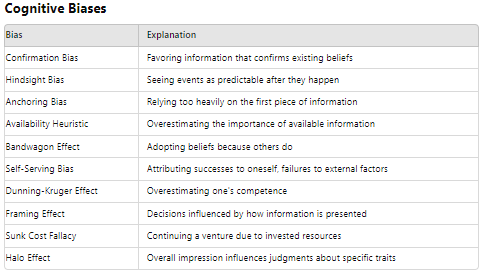 Cognitive Biases
Bias Explanation
Confirmation Bias Favoring information that confirms existing beliefs
Hindsight Bias Seeing events as predictable after they happen
Anchoring Bias Relying too heavily on the first piece of information
Availability Heuristic Overestimating the importance of available information
Bandwagon Effect Adopting beliefs because others do
Self-Serving Bias Attributing successes to oneself, failures to external factors
Dunning-Kruger Effect Overestimating one's competence
Framing Effect Decisions influenced by how information is presented
Sunk Cost Fallacy Continuing a venture due to invested resources
Halo Effect Overall impression influences judgments about specific traits